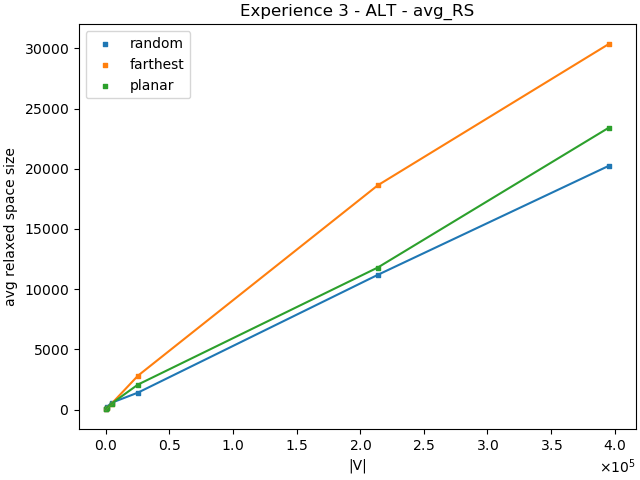 Experience 3 - ALT - avg_RS
random
farthest
planar
avg relaxed space size
30000
25000
20000
15000
10000
5000
0
0.0 0.5 1.0 1.5 2.0 2.5 3.0 3.5 4.0
|V|
×10⁵